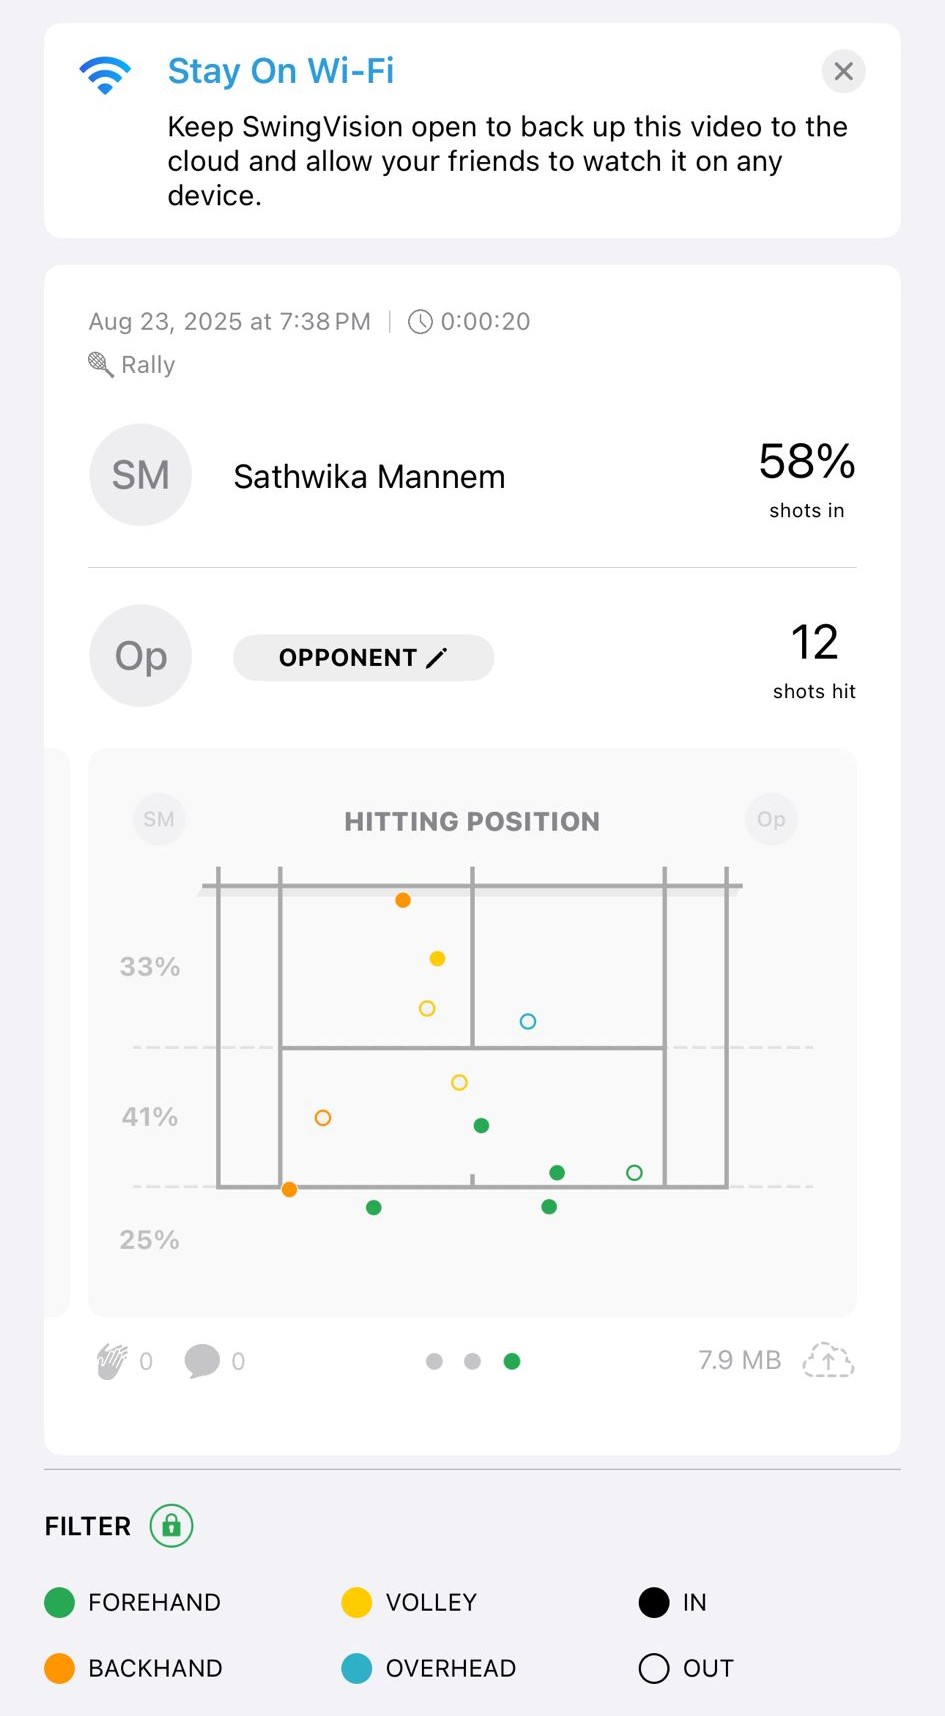 Stay On Wi-Fi
Keep SwingVision open to back up this video to the
cloud and allow your friends to watch it on any
device.
Aug 23, 2025 at 7:38 PM | 0:00:20
Rally
SM
Sathwika Mannem
58%
shots in
Op
OPPONENT
12
shots hit
SM
HITTING POSITION
Op
33%
41%
25%
0
0
7.9 MB
FILTER
FOREHAND
VOLLEY
IN
BACKHAND
OVERHEAD
OUT